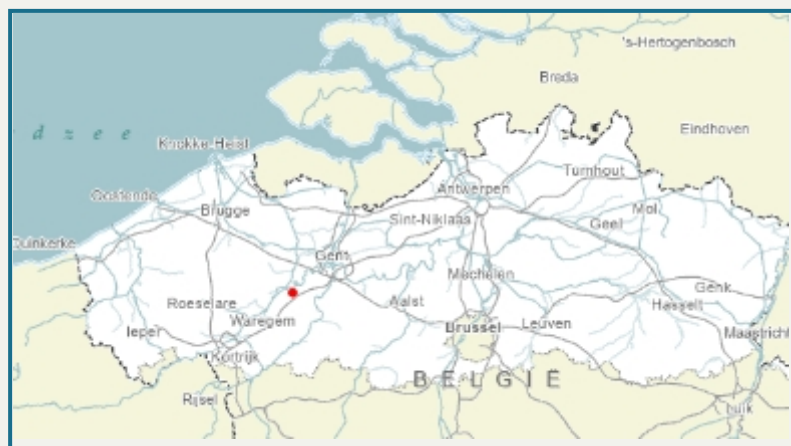 's-Hertogenbosch
Breda
dzee
Eindhoven
Knokke-Heist
Turnhout
Antwerpen
Oostende
Mol
Brugge
Sint-Niklaas
Geel
Duinkerke
Gent
Mechelen
Genk
Roeselare
Aalst
Hasselt
Waregem
Ieper
Brussel
Leuven
Maastricht
Kortrijk
BELGIË
Rijsel
Luik